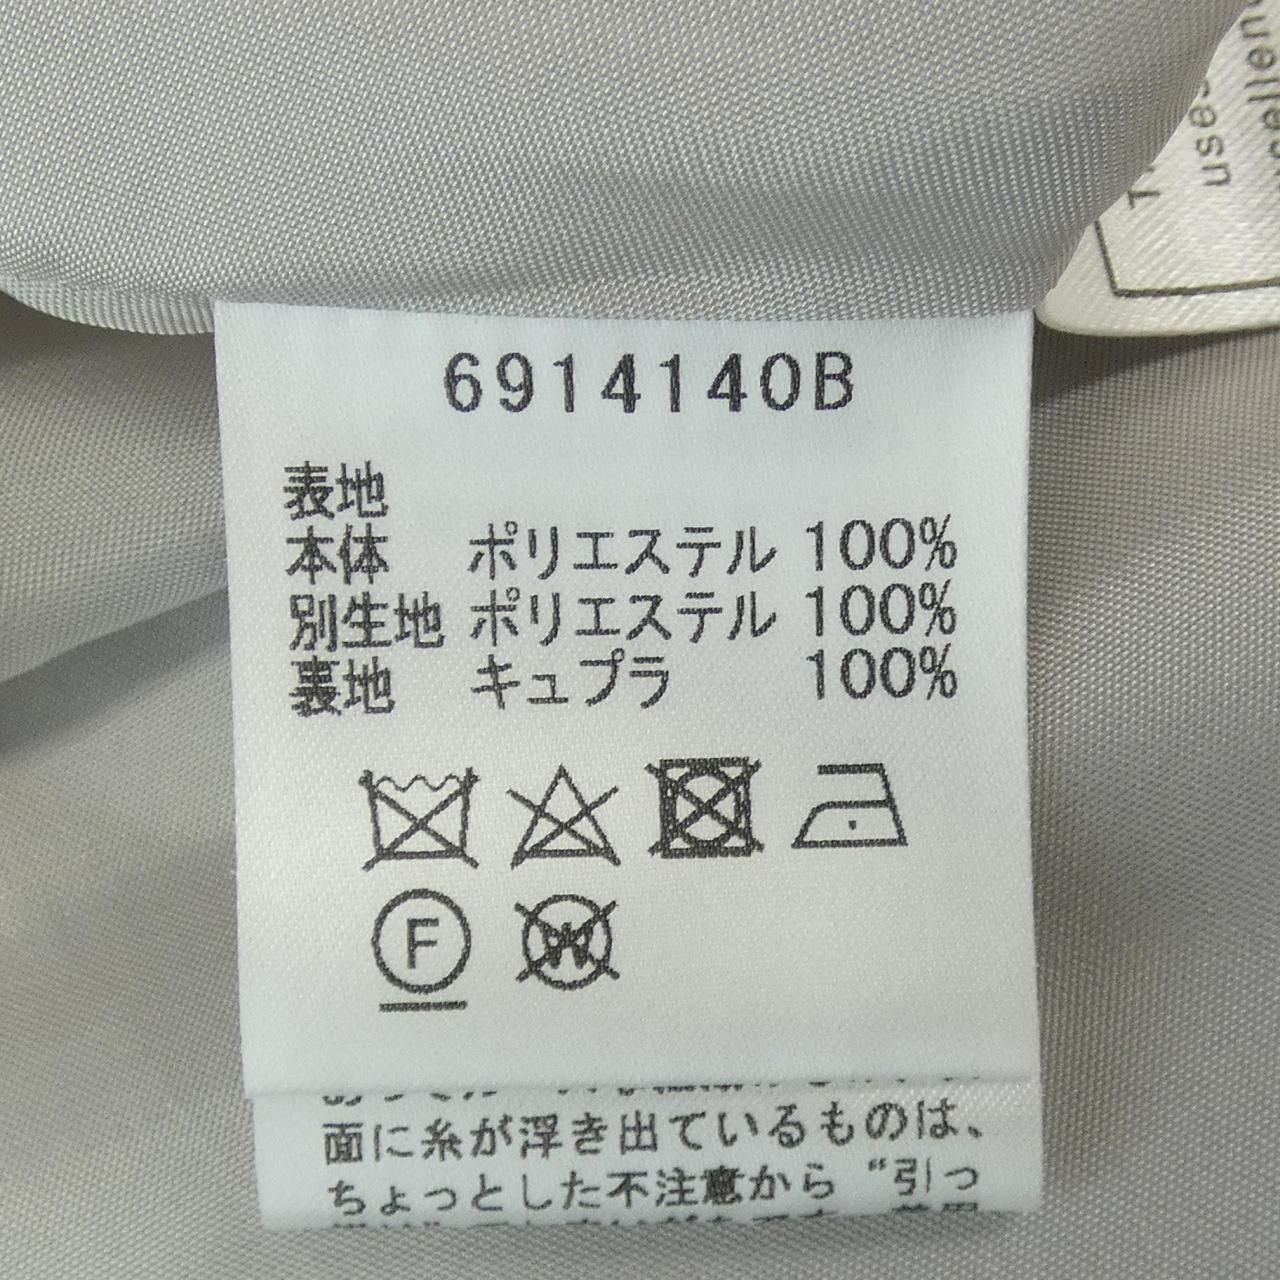 6914140B
表地
本体 ポリエステル 100%
別生地 ポリエステル 100%
裏地 キュプラ 100%
F
W
面に糸が浮き出ているものは、
ちょっとした不注意から“引っ